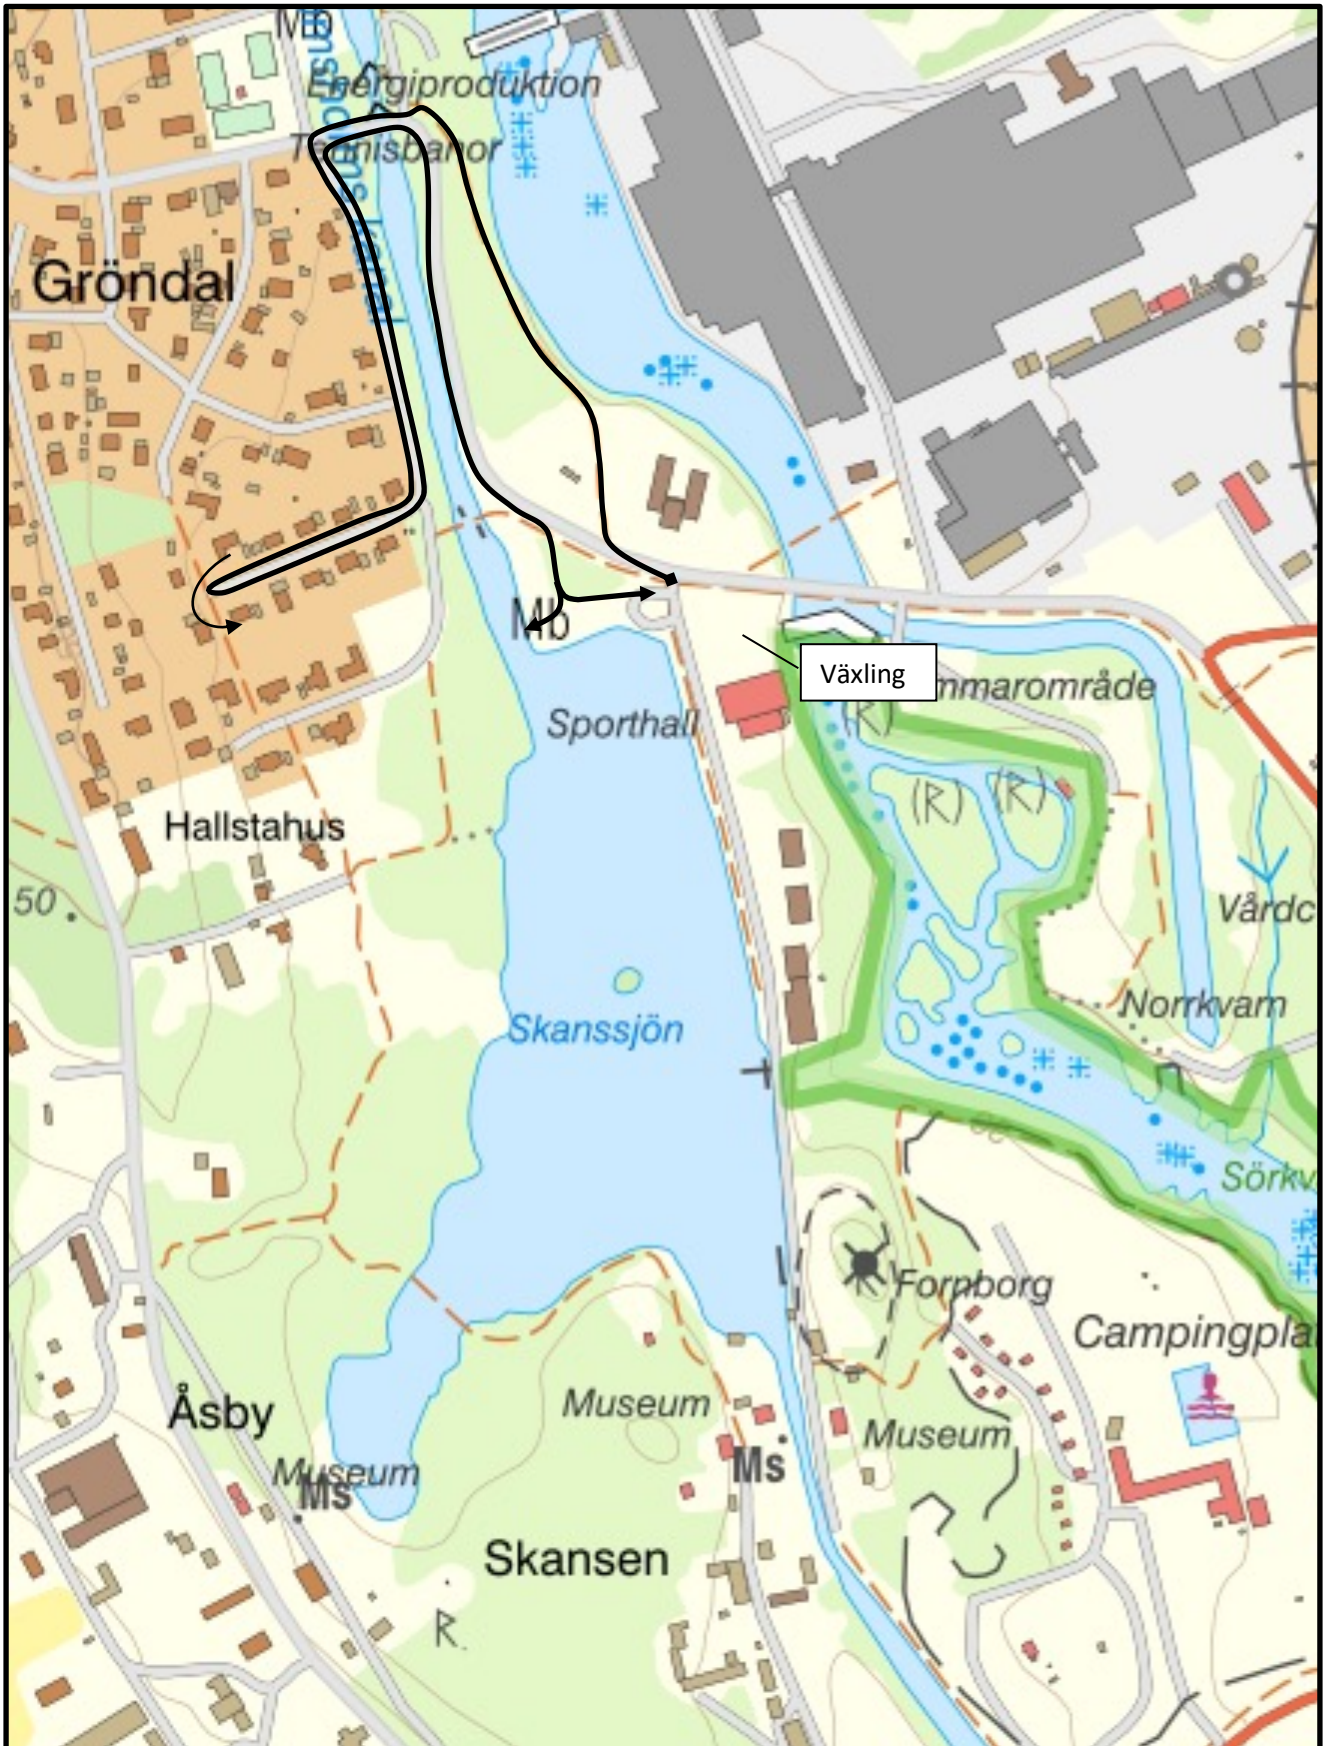 Mb
Energiproduktion
Tennisbanor
Gröndal
Mb
Växling
mmarområde
Sporthall
(R)
(R) (R)
Hallstahus
50
Vårdc
Norrkvarn
Skanssjön
Sörkv
Fornborg
Campingpla
Åsby
Museum
Museum
Ms
Museum
Ms
Skansen
R